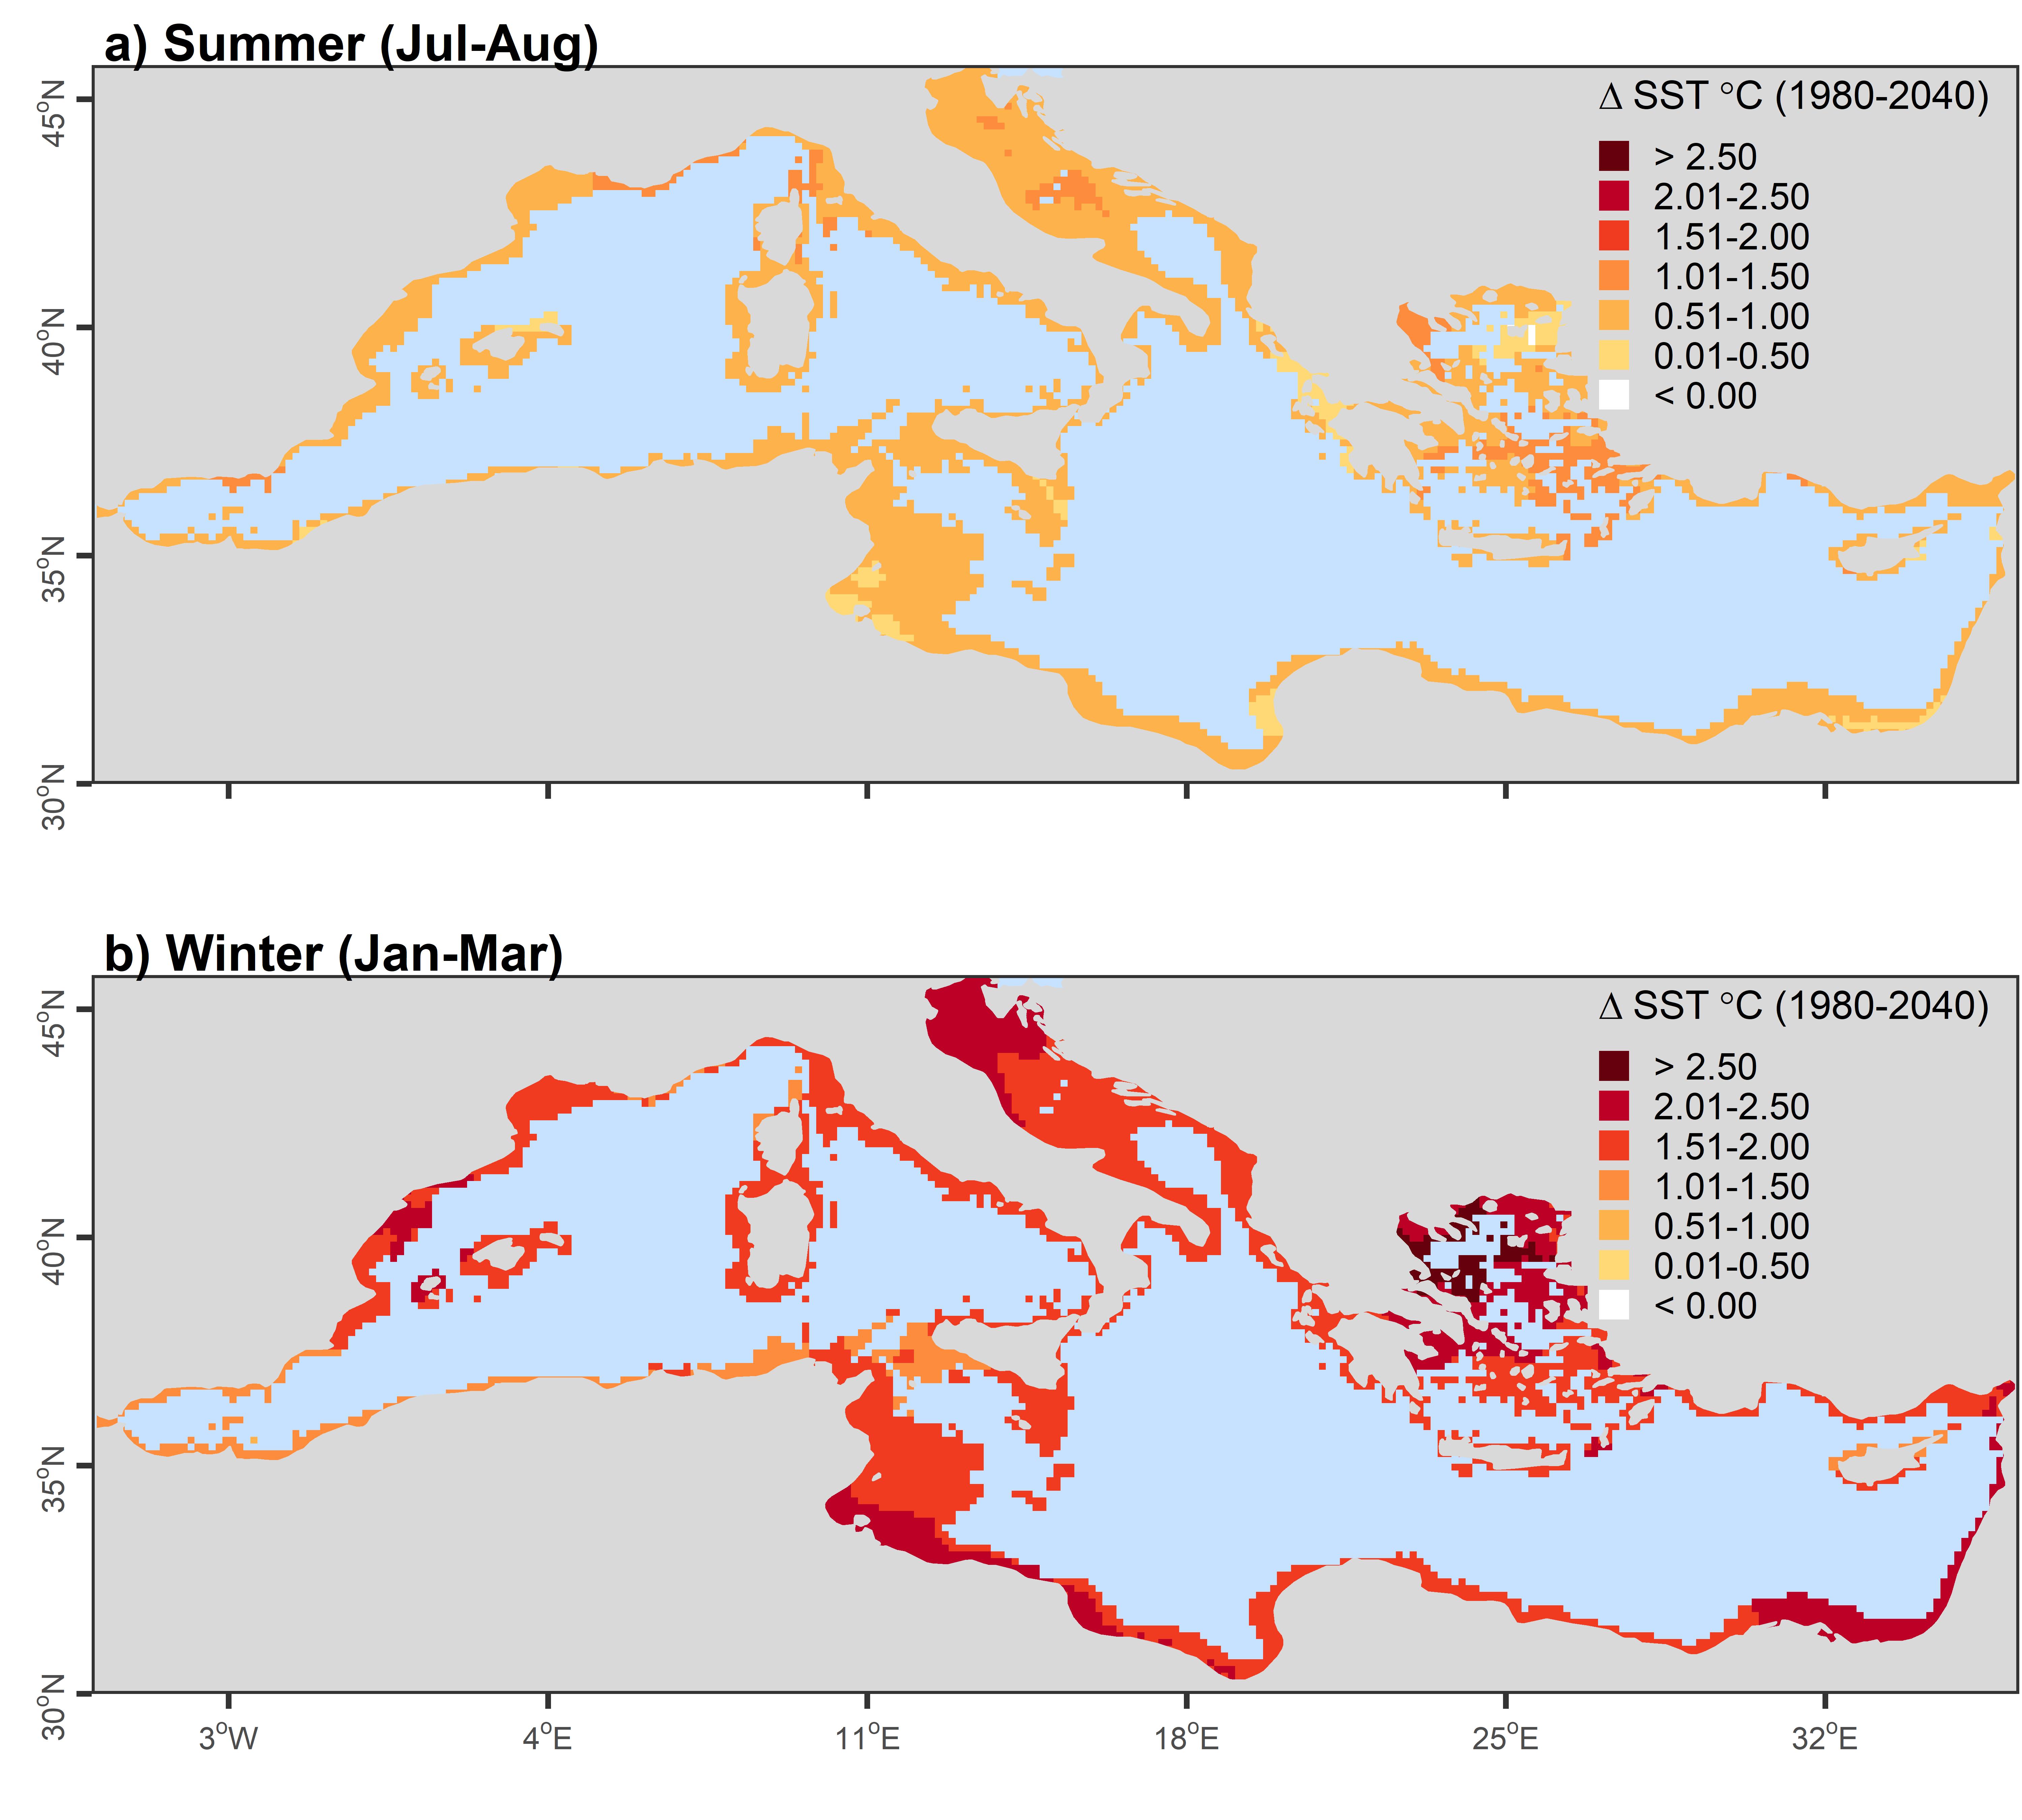 a) Summer (Jul-Aug)
Δ SST °C (1980-2040)
> 2.50
2.01-2.50
1.51-2.00
1.01-1.50
0.51-1.00
0.01-0.50
< 0.00
45°N
40°N
35°N
30°N
b) Winter (Jan-Mar)
Δ SST °C (1980-2040)
> 2.50
2.01-2.50
1.51-2.00
1.01-1.50
0.51-1.00
0.01-0.50
< 0.00
45°N
40°N
35°N
30°N
3°W 4°E 11°E 18°E 25°E 32°E